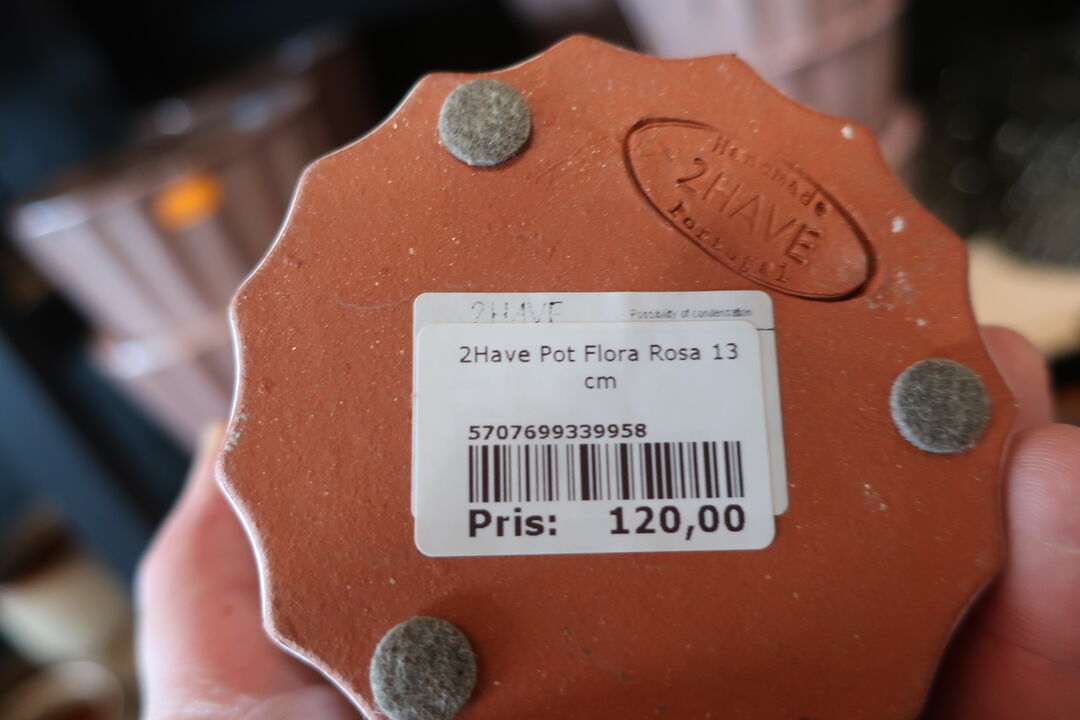 Handmade
2HAVE
Portugal
2HAVE
Possibility of condensation
2Have Pot Flora Rosa 13
cm
5707699339958
Pris: 120,00